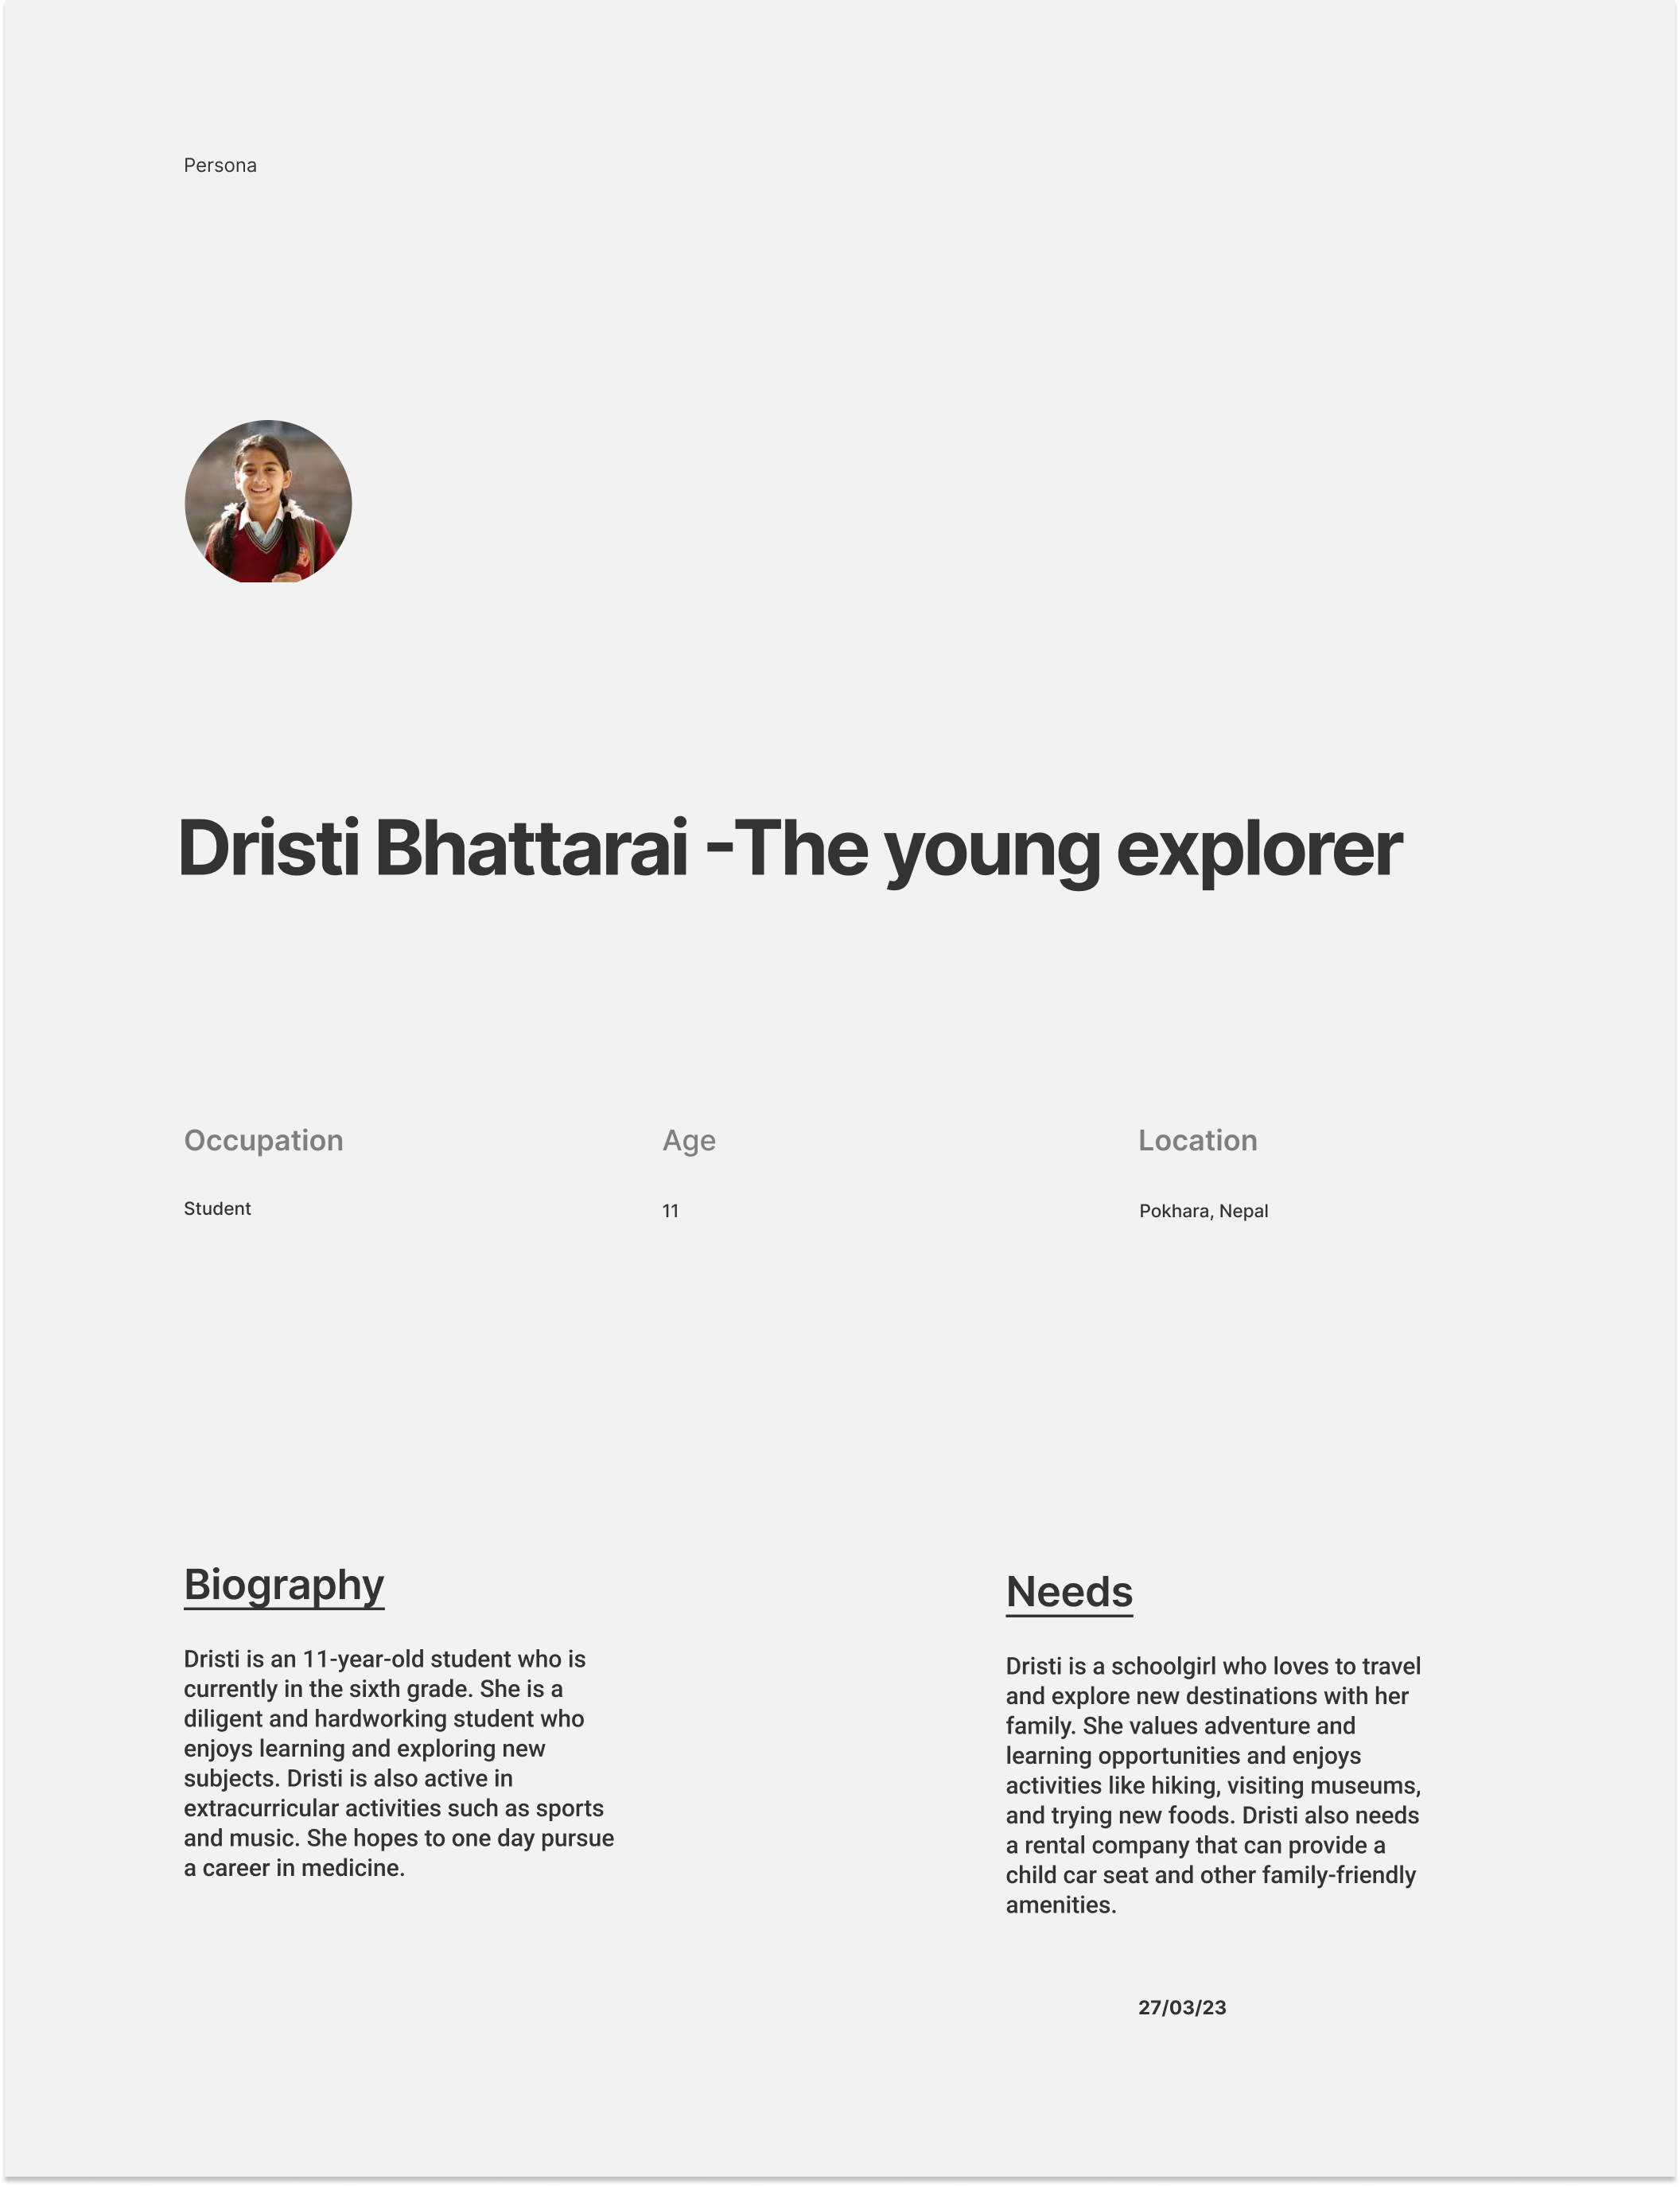 Persona
Dristi Bhattarai -The young explorer
Occupation
Age
Location
Student
11
Pokhara, Nepal
Biography
Dristi is an 11-year-old student who is
currently in the sixth grade. She is a
diligent and hardworking student who
enjoys learning and exploring new
subjects. Dristi is also active in
extracurricular activities such as sports
and music. She hopes to one day pursue
a career in medicine.
Needs
Dristi is a schoolgirl who loves to travel
and explore new destinations with her
family. She values adventure and
learning opportunities and enjoys
activities like hiking, visiting museums,
and trying new foods. Dristi also needs
a rental company that can provide a
child car seat and other family-friendly
amenities.
27/03/23